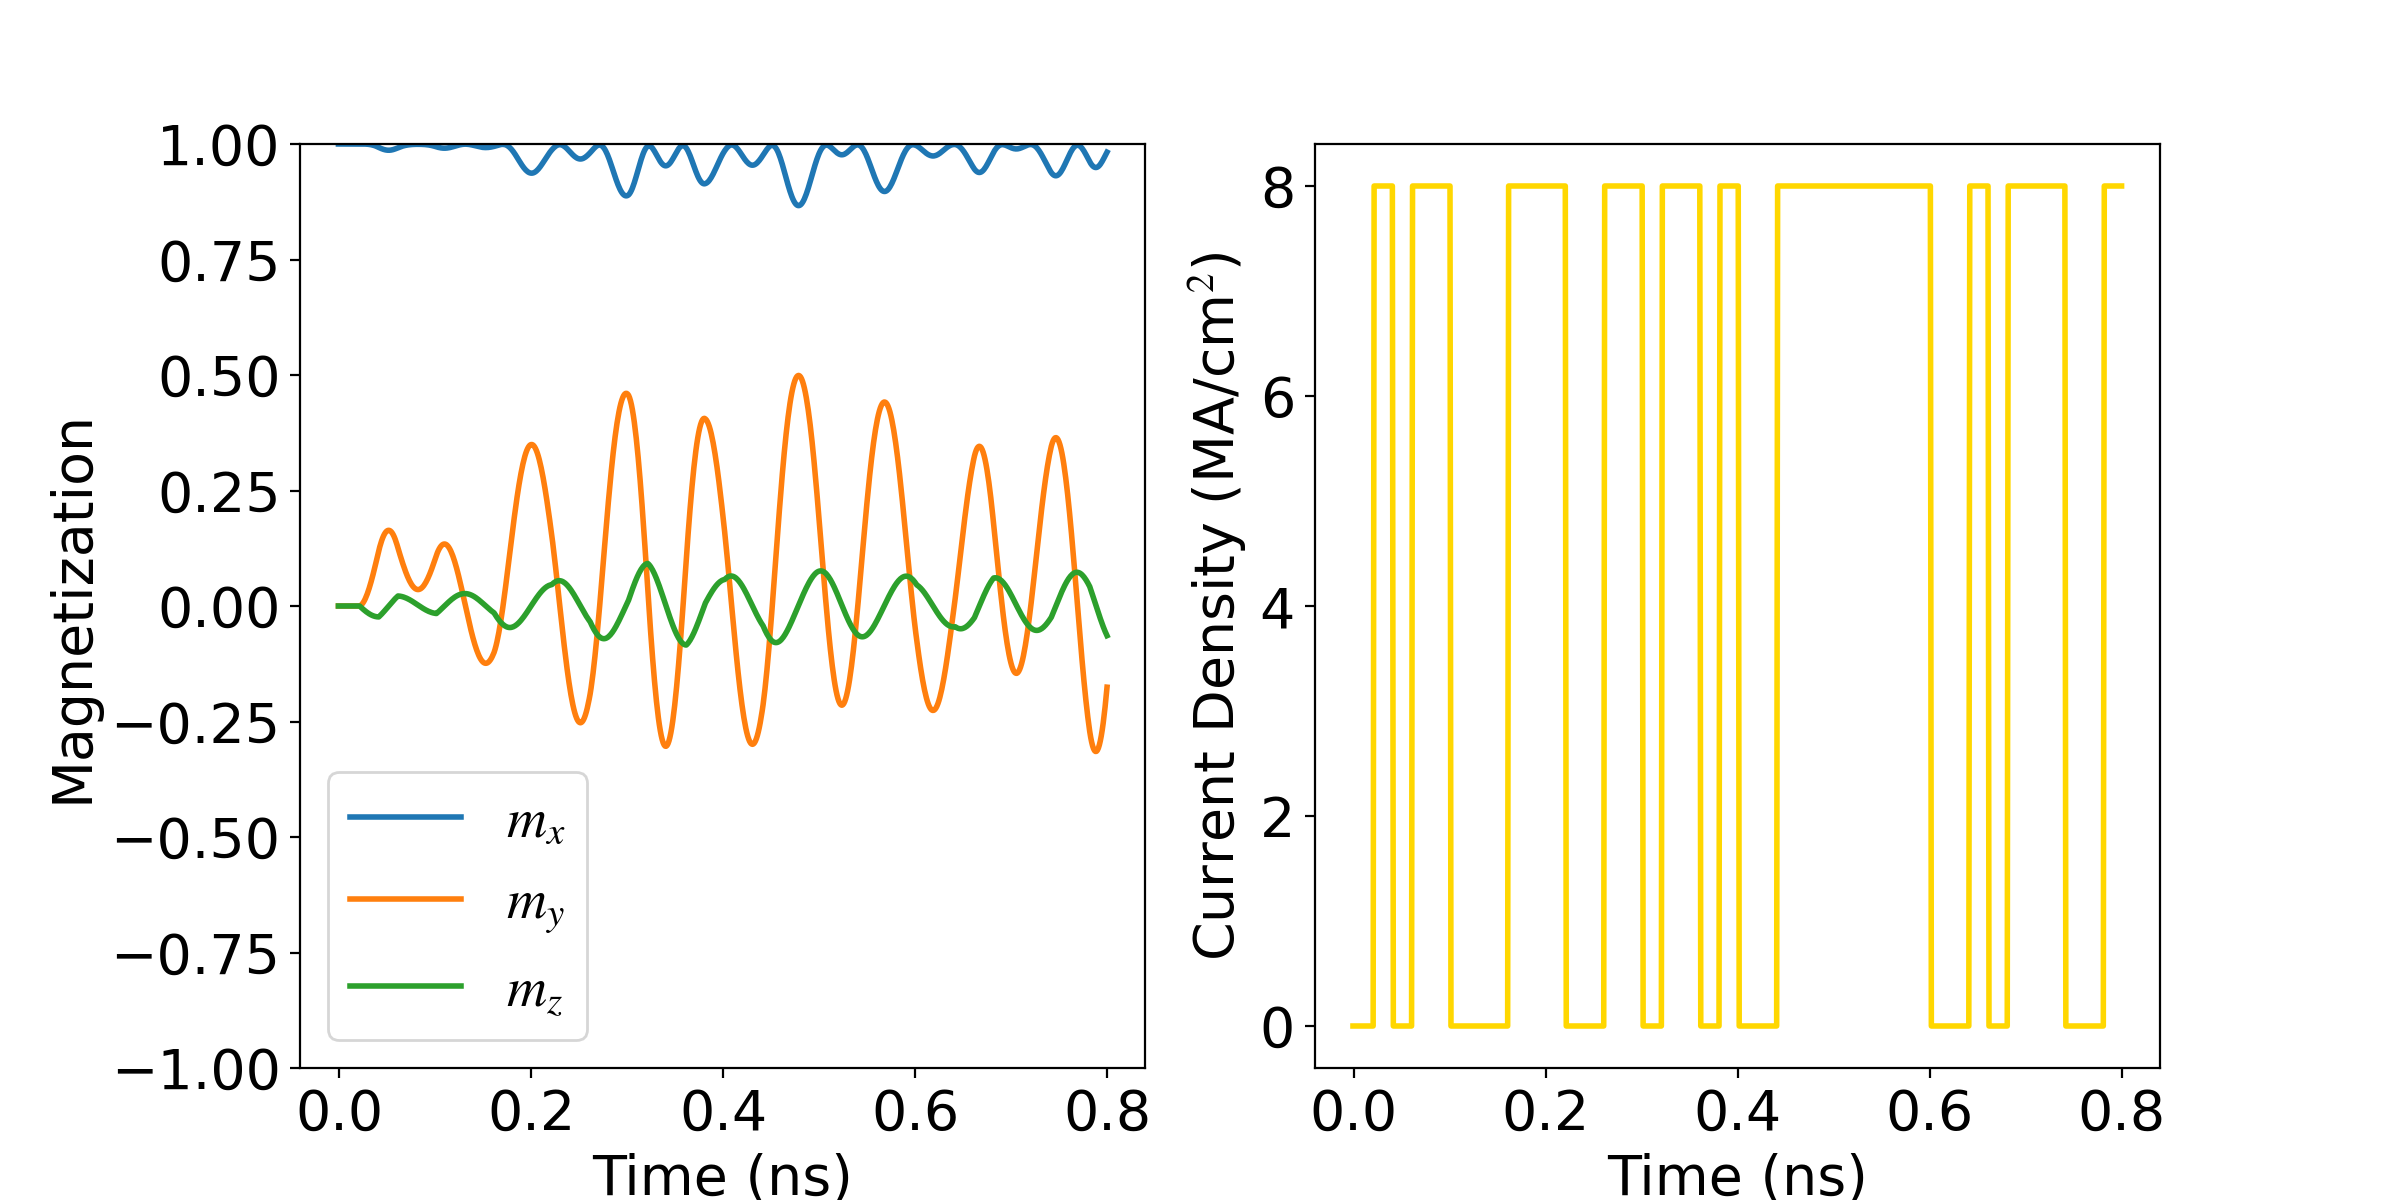 Magnetization
1.00
0.75
0.50
0.25
0.00
−0.25
−0.50
−0.75
−1.00
m_x
m_y
m_z
0.0 0.2 0.4 0.6 0.8
Time (ns)
Current Density (MA/cm²)
8
6
4
2
0
0.0 0.2 0.4 0.6 0.8
Time (ns)